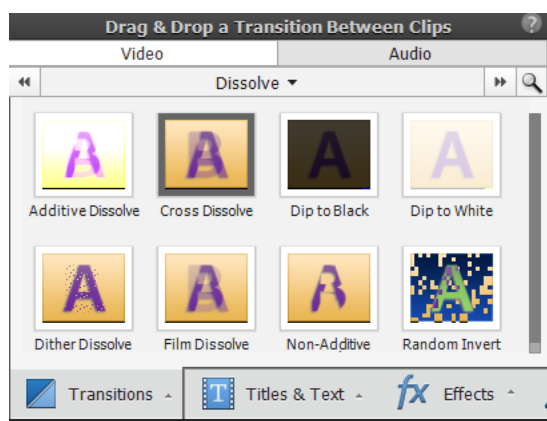 Drag & Drop a Transition Between Clips ?
Video Audio
Dissolve
Additive Dissolve Cross Dissolve Dip to Black Dip to White
Dither Dissolve Film Dissolve Non-Additive Random Invert
Transitions T Titles & Text fx Effects